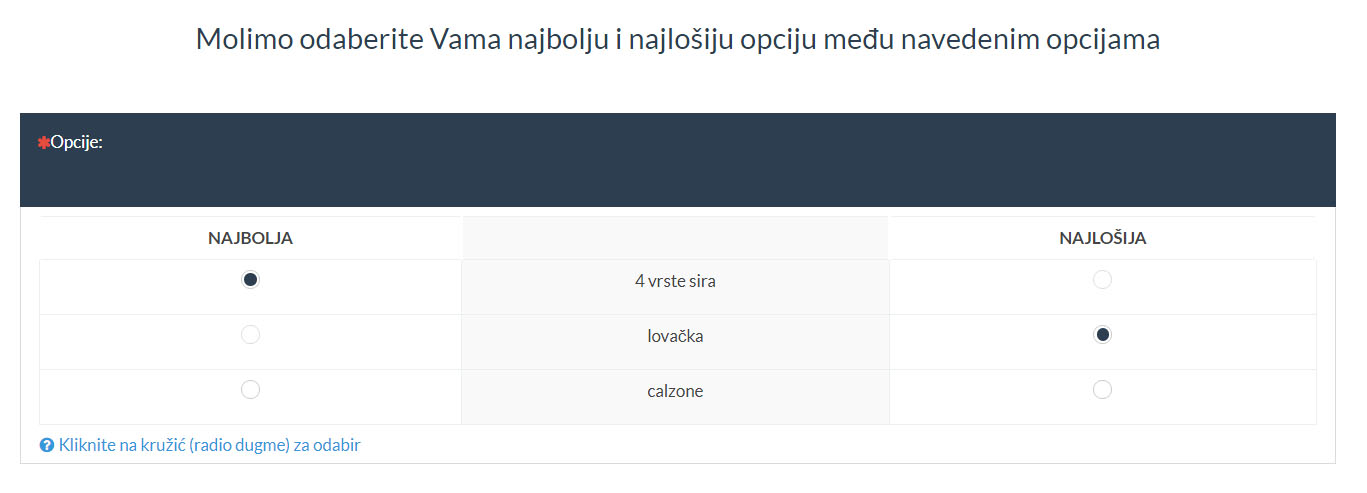 Molimo odaberite Vama najbolju i najlošiju opciju među navedenim opcijama
✱Opcije:
NAJBOLJA NAJLOŠIJA
4 vrste sira
lovačka
calzone
Kliknite na kružić (radio dugme) za odabir